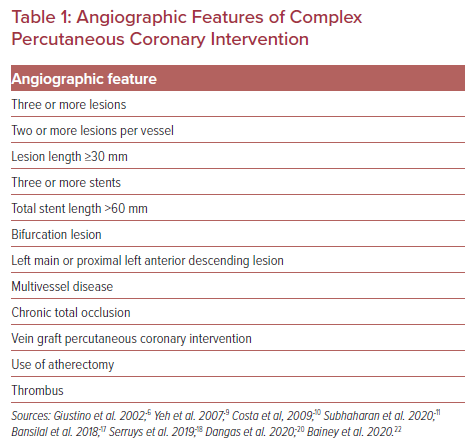 Table 1: Angiographic Features of Complex
Percutaneous Coronary Intervention
Angiographic feature
Three or more lesions
Two or more lesions per vessel
Lesion length ≥30 mm
Three or more stents
Total stent length >60 mm
Bifurcation lesion
Left main or proximal left anterior descending lesion
Multivessel disease
Chronic total occlusion
Vein graft percutaneous coronary intervention
Use of atherectomy
Thrombus
Sources: Giustino et al. 2002;⁶ Yeh et al. 2007;⁹ Costa et al, 2009;¹⁰ Subhaharan et al. 2020;¹¹
Bansilal et al. 2018;¹⁷ Serruys et al. 2019;¹⁸ Dangas et al. 2020;²⁰ Bainey et al. 2020.²²